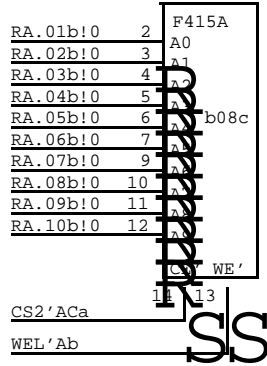 F415A
RA.01b!0 2 A0
RA.02b!0 3 A1
RA.03b!0 4 A2
RA.04b!0 5
RA.05b!0 6 b08c
RA.06b!0 7
RA.07b!0 9
RA.08b!0 10
RA.09b!0 11
RA.10b!0 12
WE'
14 13
CS2'ACa
WEL'Ab
SS